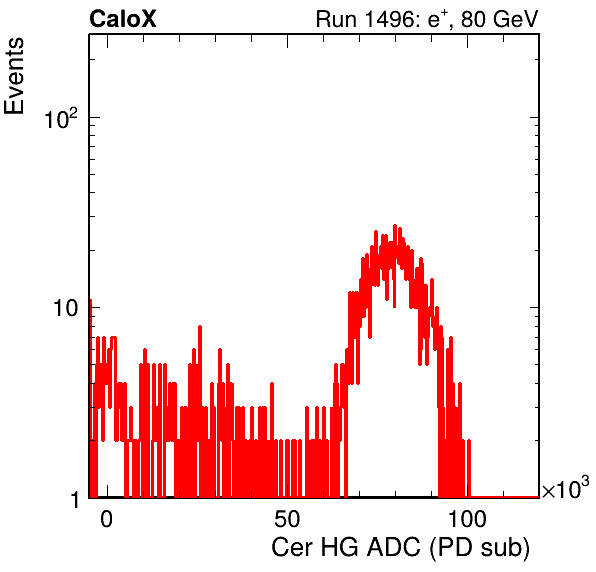 CaloX Run 1496: e⁺, 80 GeV
Events
10²
10
1
0 50 100 ×10³
Cer HG ADC (PD sub)